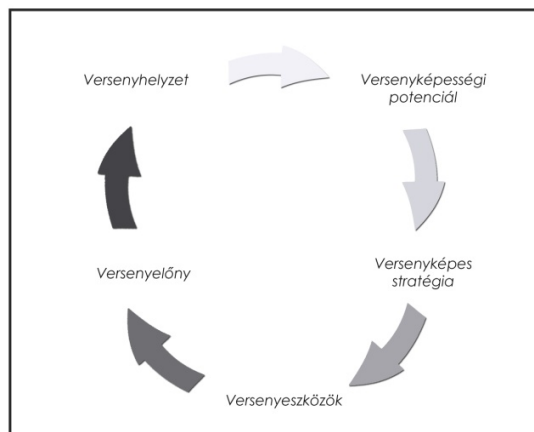 Versenyhelyzet
Versenyképességi
potenciál
Versenyképes
stratégia
Versenyeszközök
Versenyelőny